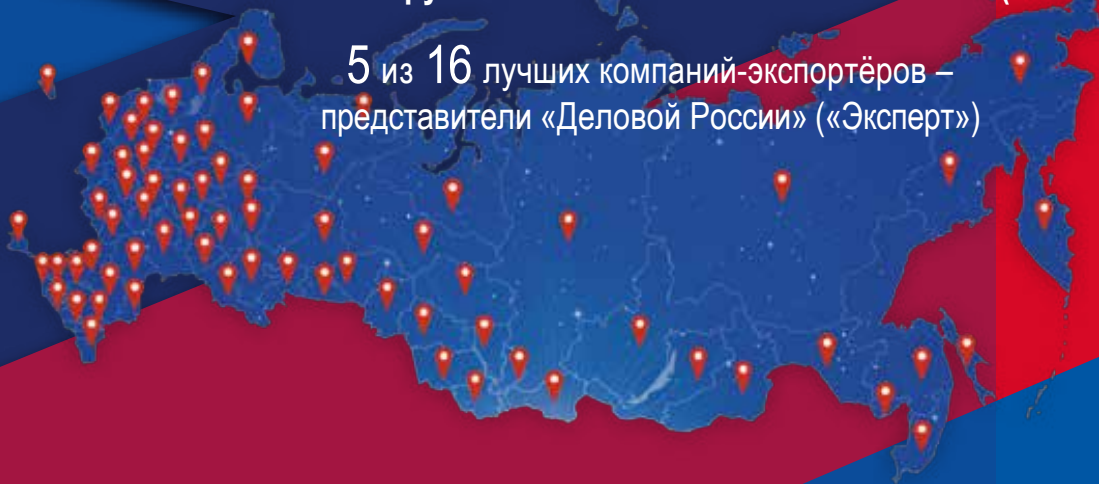 5 из 16 лучших компаний-экспортёров –
представители «Деловой России» («Эксперт»)